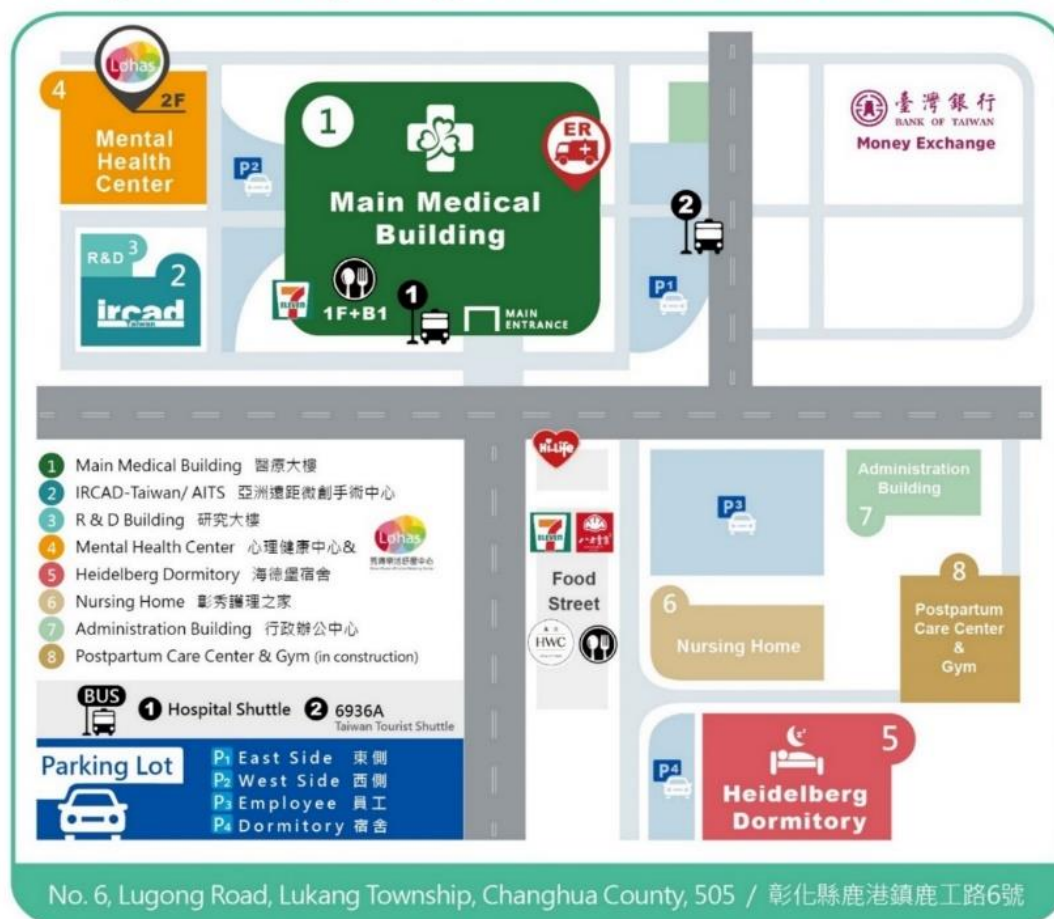 Lohas
2F
4
Mental
Health
Center
P2
1
ER
Main Medical
Building
7
ELEVEN
1F+B1
1
MAIN
ENTRANCE
2
P1
臺灣銀行
BANK OF TAIWAN
Money Exchange
R&D 3
2
ircad
Taiwan
1 Main Medical Building 醫療大樓
2 IRCAD-Taiwan/ AITS 亞洲遠距微創手術中心
3 R & D Building 研究大樓
4 Mental Health Center 心理健康中心&
Lohas
5 Heidelberg Dormitory 海德堡宿舍
6 Nursing Home 彰秀護理之家
7 Administration Building 行政辦公中心
8 Postpartum Care Center & Gym (in construction)
BUS
1 Hospital Shuttle 2 6936A
Taiwan Tourist Shuttle
Parking Lot
P1 East Side 東側
P2 West Side 西側
P3 Employee 員工
P4 Dormitory 宿舍
Hi-Life
7
ELEVEN
八方雲集
Food
Street
HWC
P3
Administration
Building
7
6
Nursing Home
8
Postpartum
Care Center
&
Gym
P4
5
Heidelberg
Dormitory
No. 6, Lugong Road, Lukang Township, Changhua County, 505 / 彰化縣鹿港鎮鹿工路6號